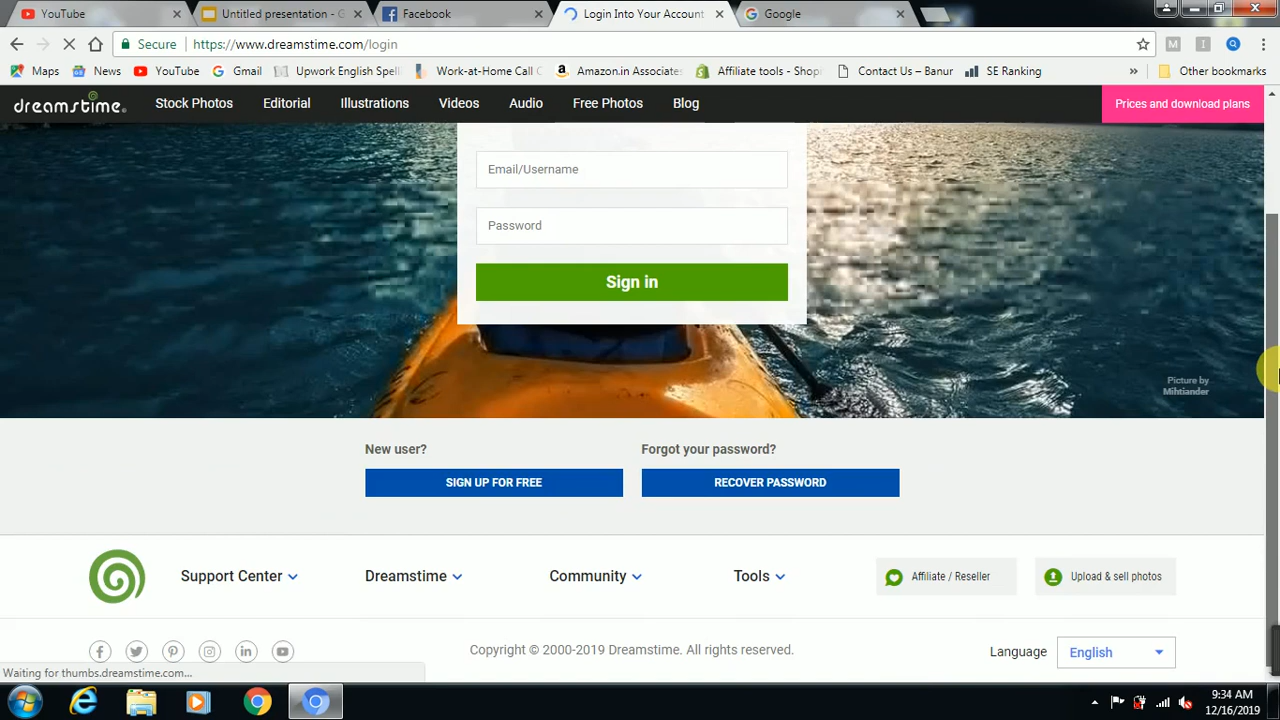 YouTube
Untitled presentation - G
Facebook
Login Into Your Account
Google
Secure https://www.dreamstime.com/login
M
I
Maps
News
YouTube
Gmail
Upwork English Spell
Work-at-Home Call C
Amazon.in Associates
Affiliate tools - Shop
Contact Us – Banur
SE Ranking
»
Other bookmarks
dreamstime.
Stock Photos
Editorial
Illustrations
Videos
Audio
Free Photos
Blog
Prices and download plans
Email/Username
Password
Sign in
Picture by
Mihtiander
New user?
Forgot your password?
SIGN UP FOR FREE
RECOVER PASSWORD
Support Center
Dreamstime
Community
Tools
Affiliate / Reseller
Upload & sell photos
Copyright © 2000-2019 Dreamstime. All rights reserved.
Language
English
Waiting for thumbs.dreamstime.com...
9:34 AM
12/16/2019